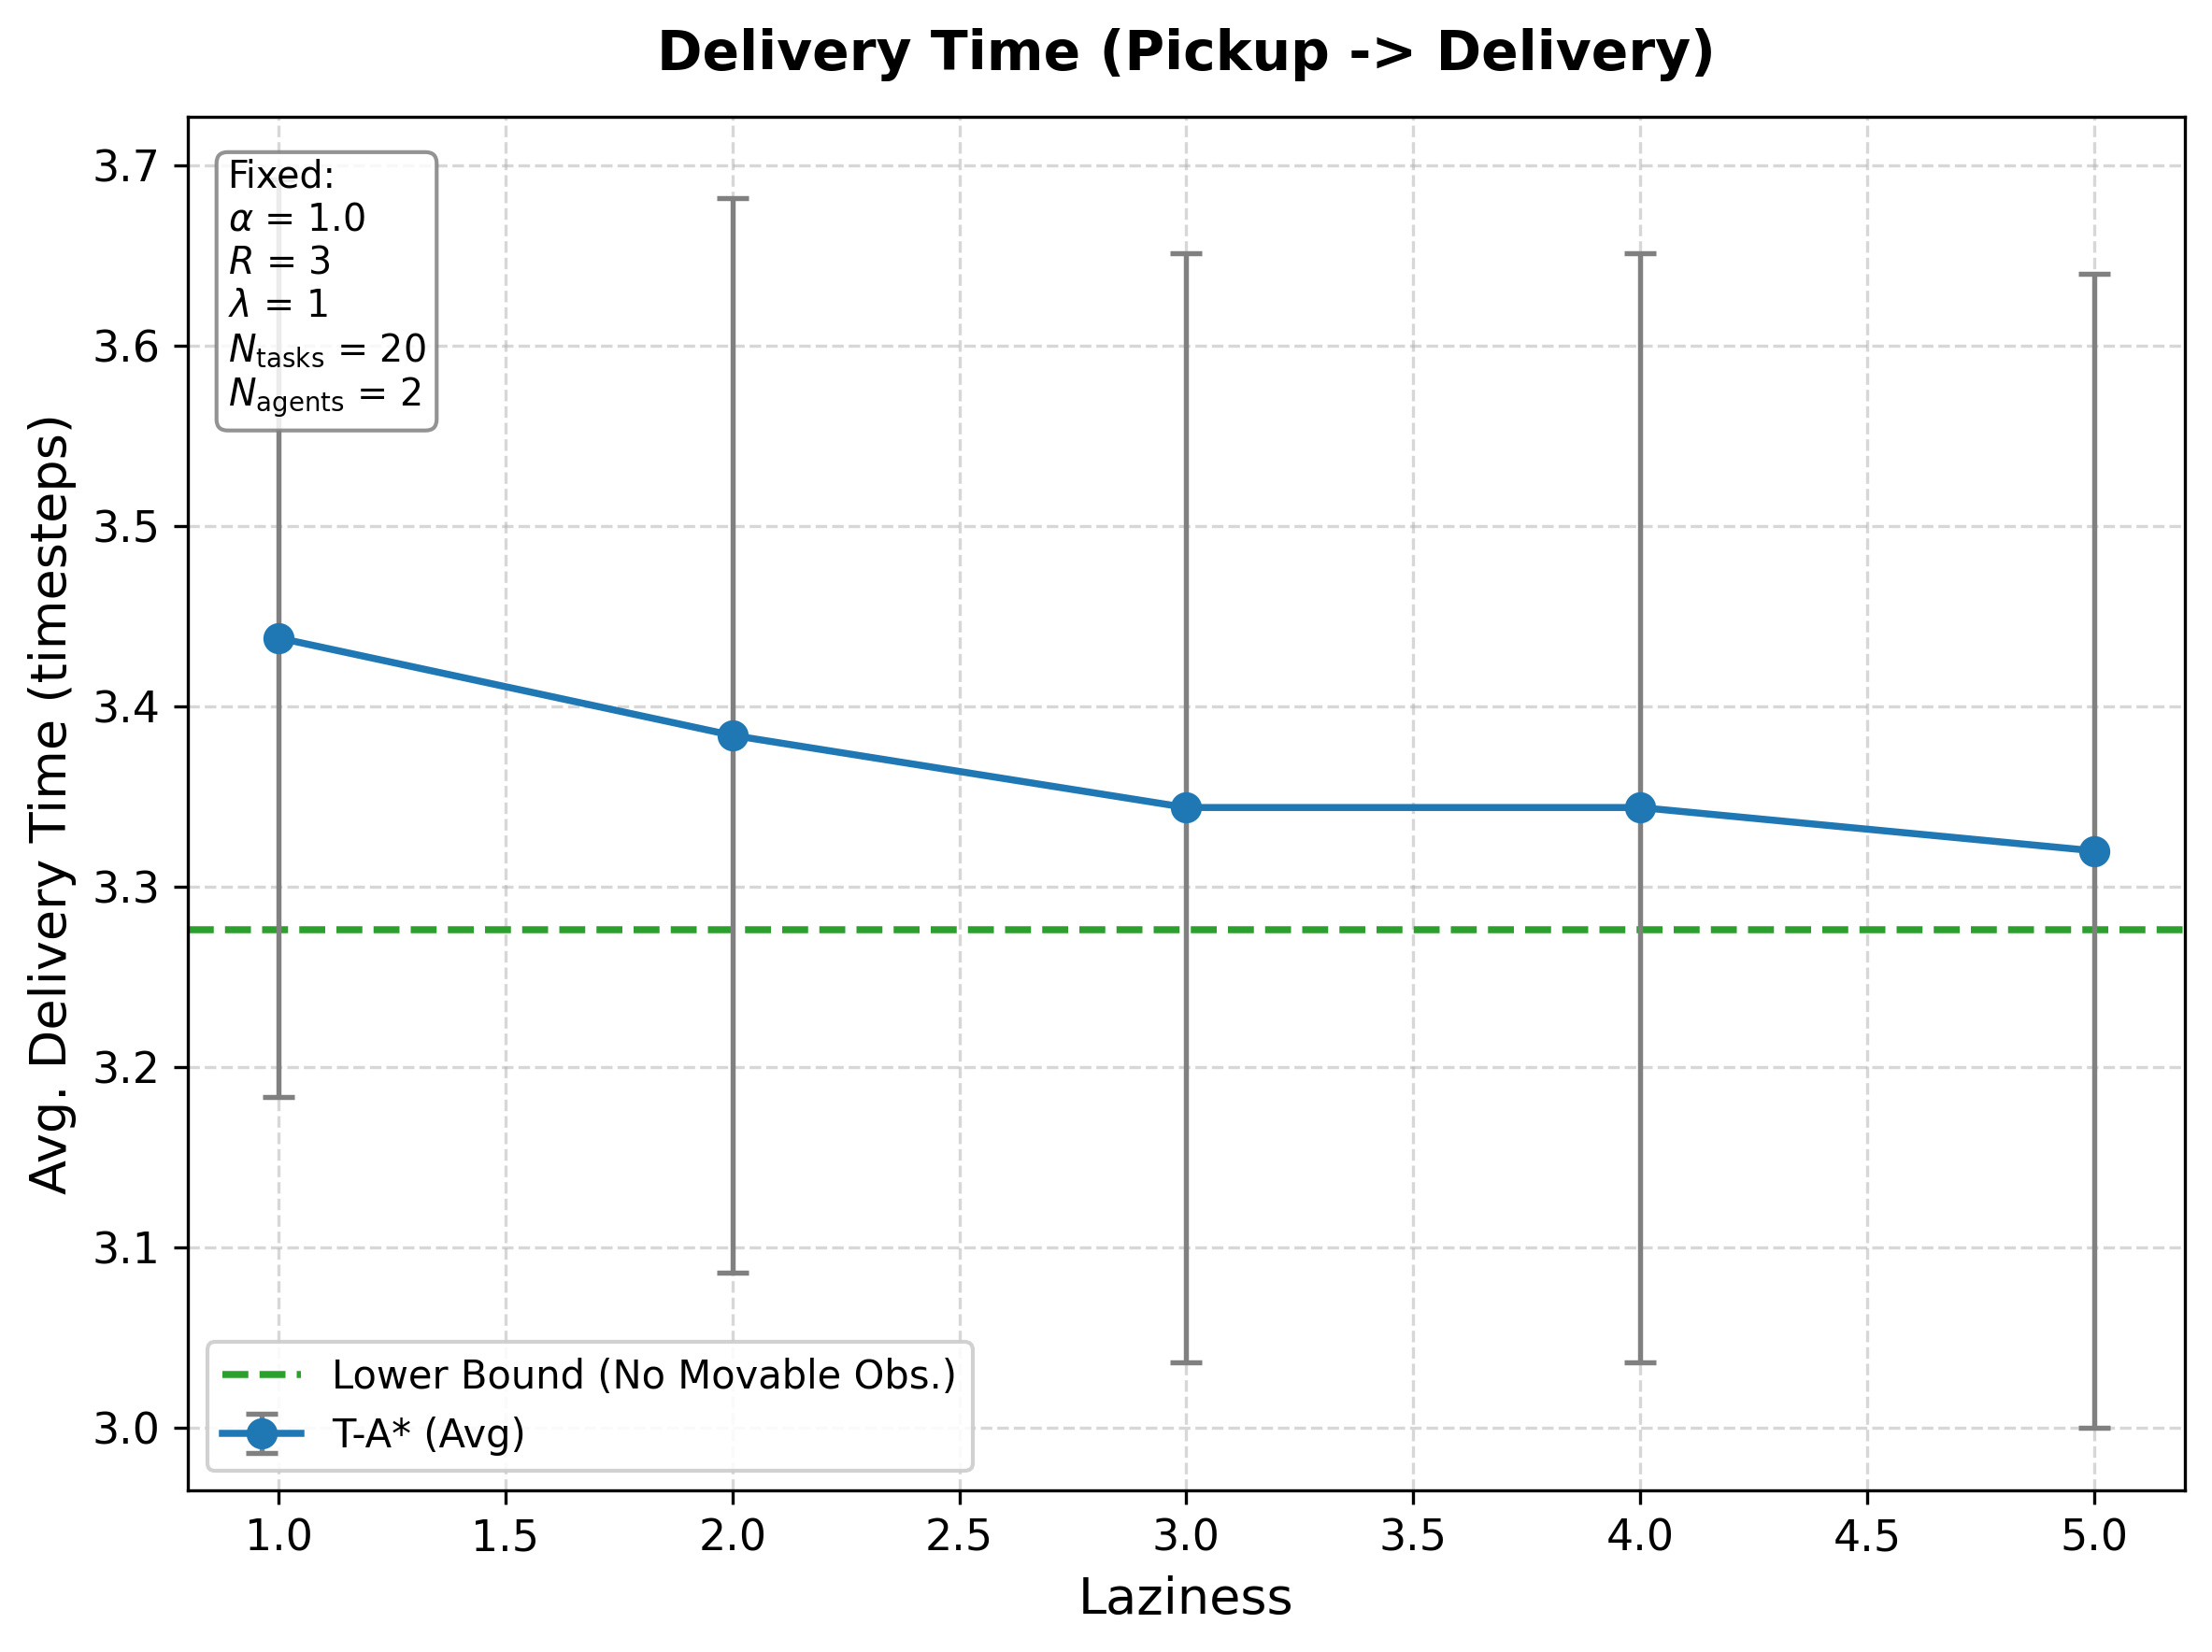 Delivery Time (Pickup -> Delivery)
Fixed:
α = 1.0
R = 3
λ = 1
N_tasks = 20
N_agents = 2
3.7
3.6
3.5
3.4
3.3
3.2
3.1
3.0
Avg. Delivery Time (timesteps)
Lower Bound (No Movable Obs.)
T-A* (Avg)
1.0 1.5 2.0 2.5 3.0 3.5 4.0 4.5 5.0
Laziness